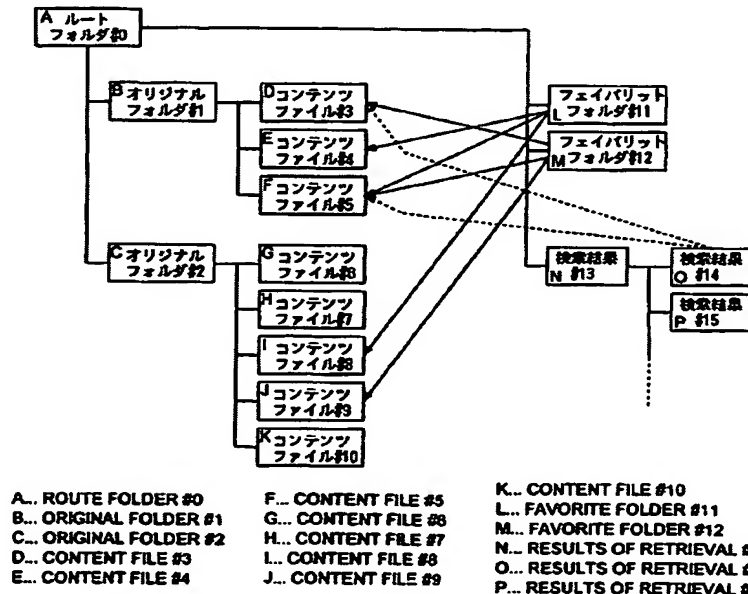 A ルート
フォルダ#0
B オリジナル
フォルダ#1
D コンテンツ
ファイル#3
E コンテンツ
ファイル#4
F コンテンツ
ファイル#5
フェイバリット
L フォルダ#11
フェイバリット
フォルダ#12
M
C オリジナル
フォルダ#2
G コンテンツ
ファイル#6
H コンテンツ
ファイル#7
I コンテンツ
ファイル#8
J コンテンツ
ファイル#9
K コンテンツ
ファイル#10
検索結果
N #13
検索結果
O #14
検索結果
P #15
A... ROUTE FOLDER #0
B... ORIGINAL FOLDER #1
C... ORIGINAL FOLDER #2
D... CONTENT FILE #3
E... CONTENT FILE #4
F... CONTENT FILE #5
G... CONTENT FILE #6
H... CONTENT FILE #7
I... CONTENT FILE #8
J... CONTENT FILE #9
K... CONTENT FILE #10
L... FAVORITE FOLDER #11
M... FAVORITE FOLDER #12
N... RESULTS OF RETRIEVAL #
O... RESULTS OF RETRIEVAL #
P... RESULTS OF RETRIEVAL #